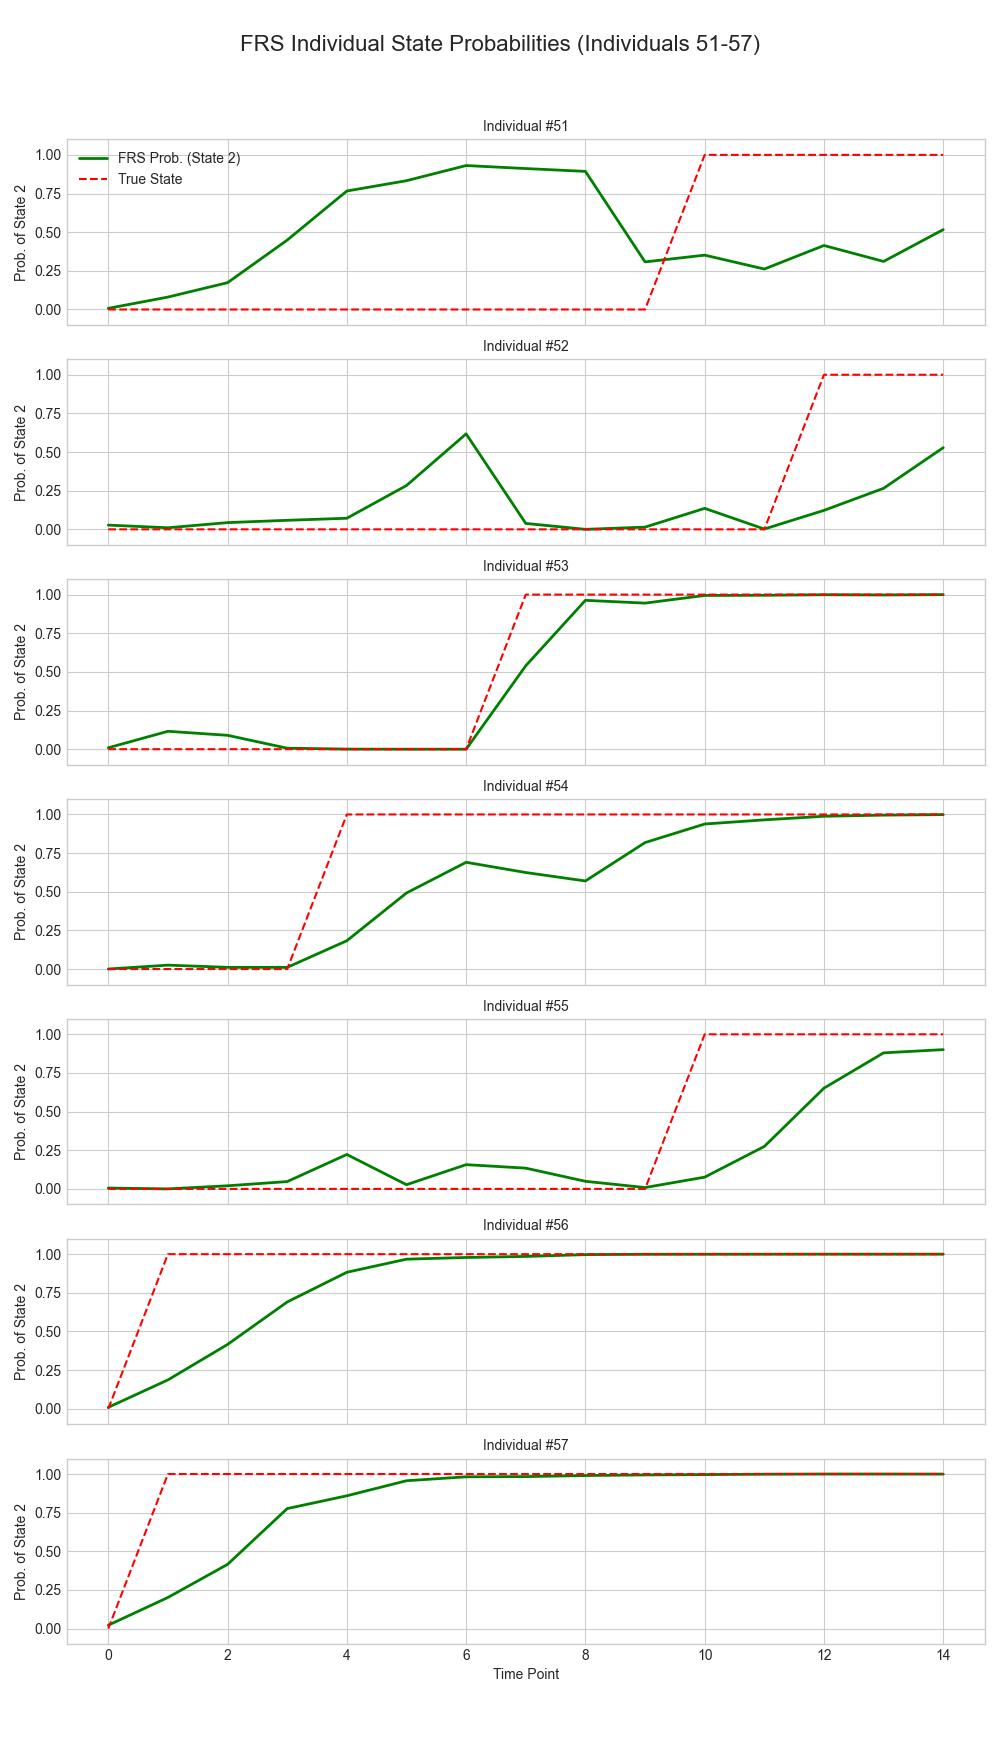 FRS Individual State Probabilities (Individuals 51-57)
Individual #51
FRS Prob. (State 2)
True State
Prob. of State 2
1.00
0.75
0.50
0.25
0.00
Individual #52
Prob. of State 2
1.00
0.75
0.50
0.25
0.00
Individual #53
Prob. of State 2
1.00
0.75
0.50
0.25
0.00
Individual #54
Prob. of State 2
1.00
0.75
0.50
0.25
0.00
Individual #55
Prob. of State 2
1.00
0.75
0.50
0.25
0.00
Individual #56
Prob. of State 2
1.00
0.75
0.50
0.25
0.00
Individual #57
Prob. of State 2
1.00
0.75
0.50
0.25
0.00
0 2 4 6 8 10 12 14
Time Point